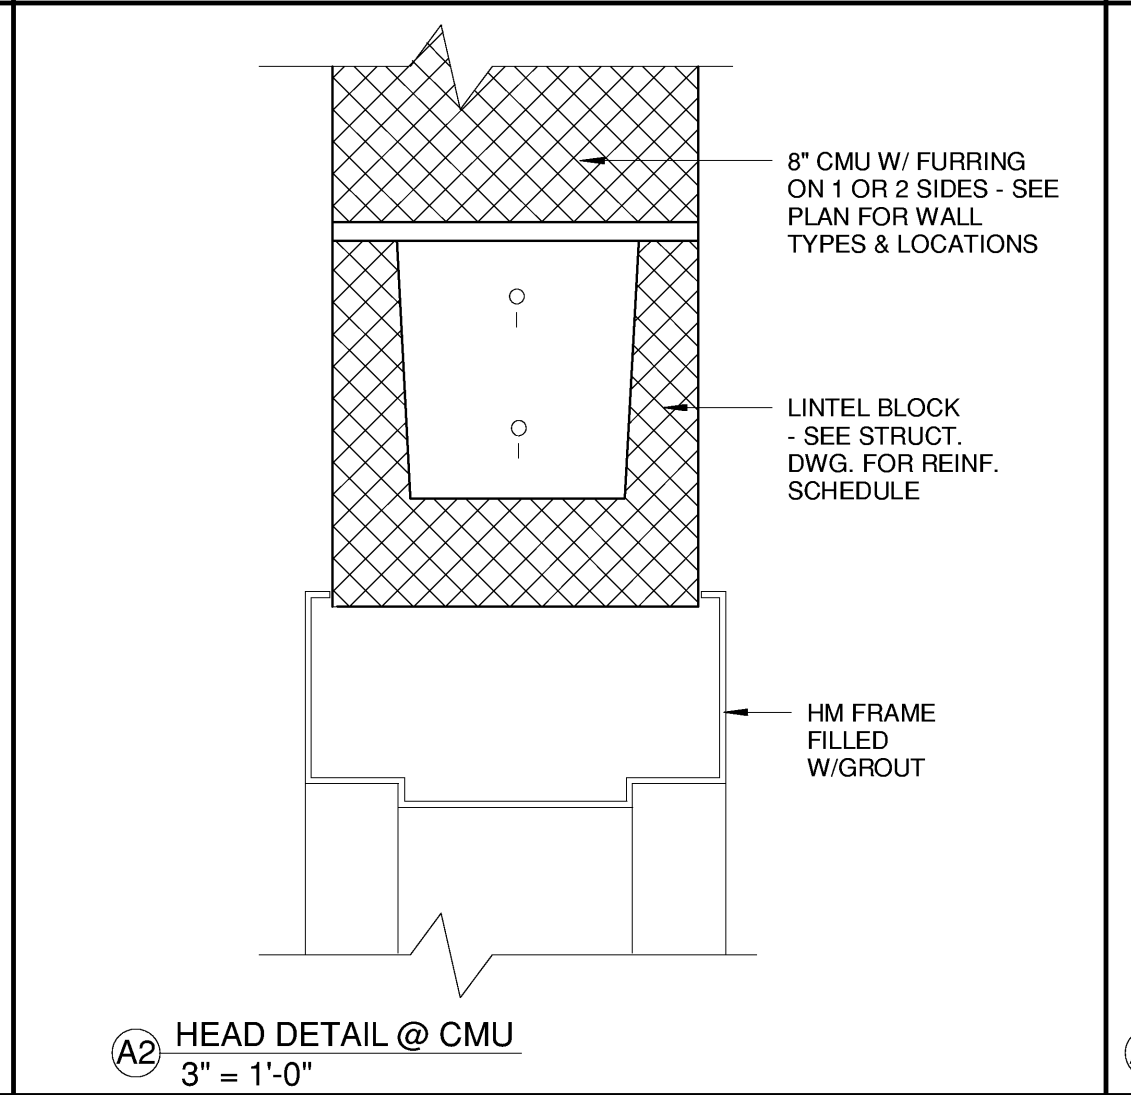 8" CMU W/ FURRING
ON 1 OR 2 SIDES - SEE
PLAN FOR WALL
TYPES & LOCATIONS
LINTEL BLOCK
- SEE STRUCT.
DWG. FOR REINF.
SCHEDULE
HM FRAME
FILLED
W/GROUT
A2
HEAD DETAIL @ CMU
3" = 1'-0"